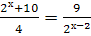 (2^x+10)/4 = 9/(2^(x-2))